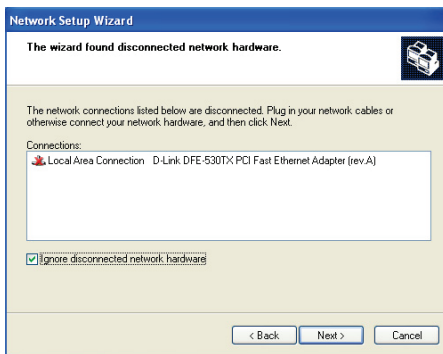 Network Setup Wizard
The wizard found disconnected network hardware.
The network connections listed below are disconnected. Plug in your network cables or
otherwise connect your network hardware, and then click Next.
Connections:
Local Area Connection D-Link DFE-530TX PCI Fast Ethernet Adapter (rev.A)
Ignore disconnected network hardware
< Back Next > Cancel